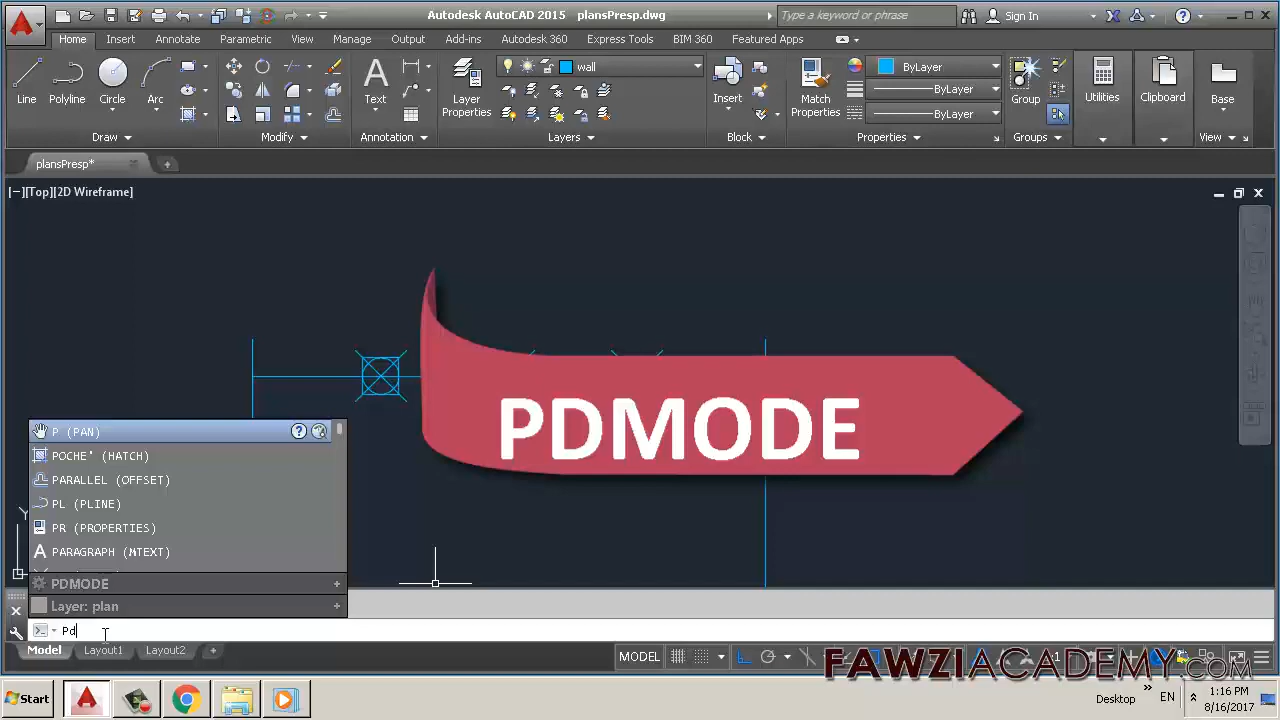 Autodesk AutoCAD 2015 plansPresp.dwg
Type a keyword or phrase
Sign In
Home Insert Annotate Parametric View Manage Output Add-ins Autodesk 360 Express Tools BIM 360 Featured Apps
Line
Polyline
Circle
Arc
Text
Layer
Properties
wall
Insert
Match
Properties
ByLayer
ByLayer
ByLayer
Group
Utilities
Clipboard
Base
Draw
Modify
Annotation
Layers
Block
Properties
Groups
View
plansPresp*
[−][Top][2D Wireframe]
PDMODE
P (PAN)
POCHE' (HATCH)
PARALLEL (OFFSET)
PL (PLINE)
PR (PROPERTIES)
PARAGRAPH (MTEXT)
Y
PDMODE
Layer: plan
Pd
Model Layout1 Layout2
MODEL
FAWZIACADEMY.COM
Start
Desktop
EN
1:16 PM
8/16/2017